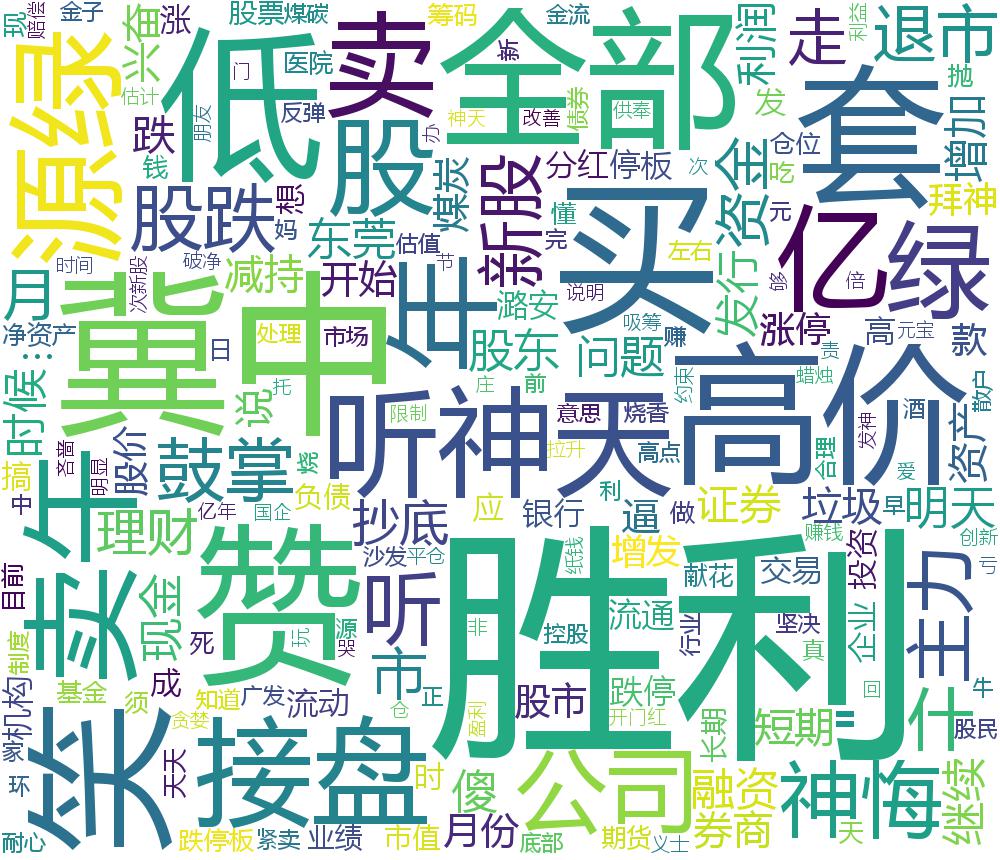 现
赔偿
金子
兴奋
涨
股票
煤碳
筹码
金流
新
利润
走
利益
退市
源绿
低
卖
全部
门
医院
估计
反弹
跌
朋友
钱
办
神天
改善
债券
供奉
发
抛
套
增加
股
煤炭
新股
分红
停板
次
资金
仓位
吃
拜神
股跌
想
妈
东莞
估值
懂
完
买
左右
元
亿
绿
时间
破净
次新股
减持
开始
年
节
潞安
说明
吸筹
赚
发行
涨停
够
倍
高
元宝
款
月
净资产
粪
申
处理
市场
日
股东
问题
高价
责
蜡烛
约束
散户
时候
说
托
庄
前
听神天
限制
意思
烧香
拉升
高点
合理
酒
发神
爱
资产
搞
吝啬
明显
股价
鼓掌
烧
负债
抄底
应
银行
利
逼
做
证券
垃圾
早
明天
中
午
理财
亿年
国企
沙发
平仓
纸钱
增发
献花
交易
赚钱
投资
创新
亏
主力
目前
卖
现金
赞
胜利
听
死
玩
源
哭
非
控股
流通
行业
坚决
真
企业
制度
基金
须
成
知道
广发
流动
市
正
仓
股市
跌停
开门红
盈利
长期
短期
回
什
牛
股民
机构
环
笑
贪婪
天天
接盘
时
傻
公司
融资
券商
神悔
继续
耐心
跌停板
紧卖
业绩
市值
月份
底部
期货
义士
天